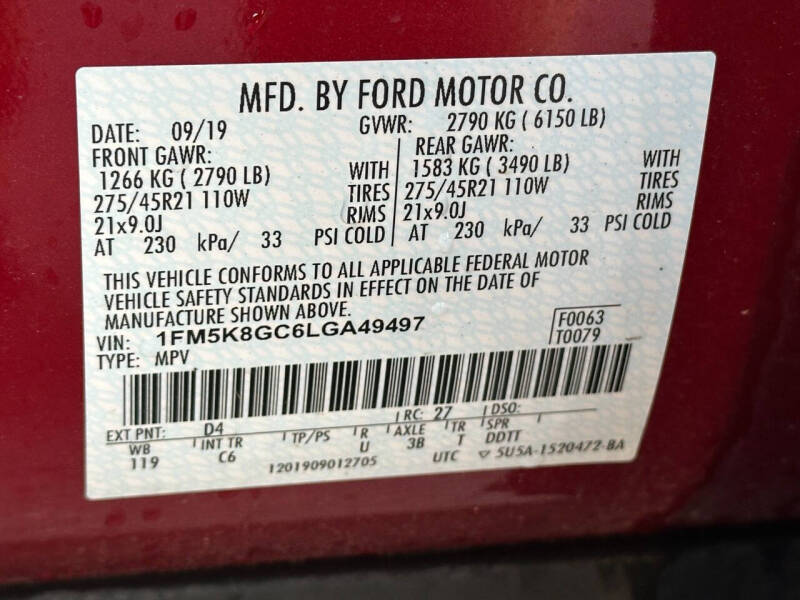 MFD. BY FORD MOTOR CO.
DATE: 09/19 GVWR: 2790 KG ( 6150 LB)
FRONT GAWR: REAR GAWR:
1266 KG ( 2790 LB) WITH 1583 KG ( 3490 LB) WITH
275/45R21 110W TIRES 275/45R21 110W TIRES
21x9.0J RIMS 21x9.0J RIMS
AT 230 kPa/ 33 PSI COLD AT 230 kPa/ 33 PSI COLD
THIS VEHICLE CONFORMS TO ALL APPLICABLE FEDERAL MOTOR
VEHICLE SAFETY STANDARDS IN EFFECT ON THE DATE OF
MANUFACTURE SHOWN ABOVE.
VIN: 1FM5K8GC6LGA49497 F0063
TYPE: MPV T0079
EXT PNT: D4 RC: 27 DSO:
WB INT TR TP/PS R AXLE TR SPR
119 C6 U 3B T DDTT
1201909012705 UTC ▽ 5U5A-1520472-BA